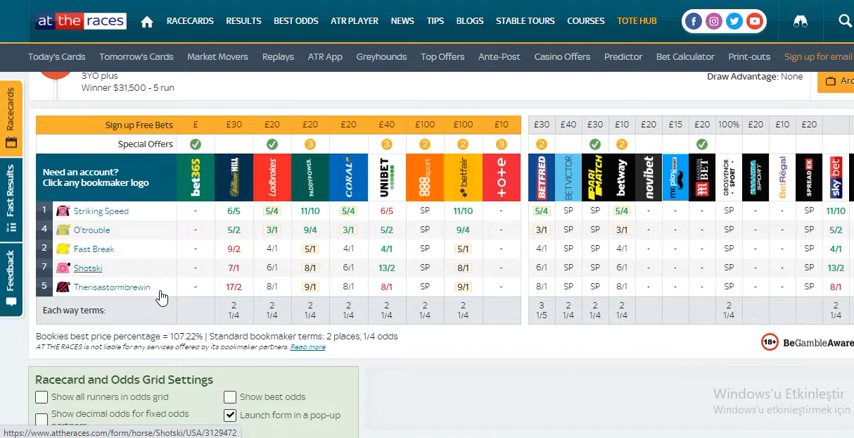 at the races RACECARDS RESULTS BEST ODDS ATR PLAYER NEWS TIPS BLOGS STABLE TOURS COURSES TOTE HUB
Today's Cards Tomorrow's Cards Market Movers Replays ATR App Greyhounds Top Offers Ante-Post Casino Offers Predictor Bet Calculator Print-outs Sign up for email
3YO plus
Winner $31,500 - 5 run
Draw Advantage: None
Racecards
Fast Results
Feedback
Sign up Free Bets £ £30 £20 £20 £20 £40 £100 £100 £10 £30 £40 £30 £10 £20 £15 £20 100% £20 £10 £20
Special Offers 3 2 2 2 3 2 2
Need an account?
Click any bookmaker logo
bet365 William HILL Ladbrokes PADDYPOWER CORAL UNIBET 888sport betfair tote BETFRED BETVICTOR PARIMATCH betway novibet BET GROSVENOR SPORT SPORT BetRegal SPREADEX sky bet
1 Striking Speed - 6/5 5/4 11/10 5/4 6/5 SP 11/10 - 5/4 SP SP 5/4 - - - SP - - SP 11/10
4 O'trouble - 5/2 3/1 9/4 3/1 5/2 SP 9/4 - 3/1 SP SP 3/1 - - - SP - - SP 5/2
2 Fast Break - 9/2 4/1 5/1 4/1 4/1 SP 5/1 - 4/1 SP SP 4/1 - - - SP - - SP 4/1
7 Shotski - 7/1 6/1 8/1 6/1 13/2 SP 8/1 - 6/1 SP SP 6/1 - - - SP - - SP 13/2
5 Therisastormbrewin - 17/2 8/1 9/1 8/1 8/1 SP 9/1 - 8/1 SP SP 8/1 - - - SP - - SP 8/1
Each way terms: 2 2 2 2 2 2 3 2 2 2
1/4 1/4 1/4 1/4 1/4 1/4 1/5 1/4 1/4 1/4
Bookies best price percentage = 107.22% | Standard bookmaker terms: 2 places, 1/4 odds
AT THE RACES is not liable for any services offered by its bookmaker partners. Read more
18+ BeGambleAware
Racecard and Odds Grid Settings
Show all runners in odds grid Show best odds
Show decimal odds for fixed odds Launch form in a pop-up
Windows'u Etkinleştir
Windows'u etkinleştirmek için
https://www.attheraces.com/form/horse/Shotski/USA/3129472